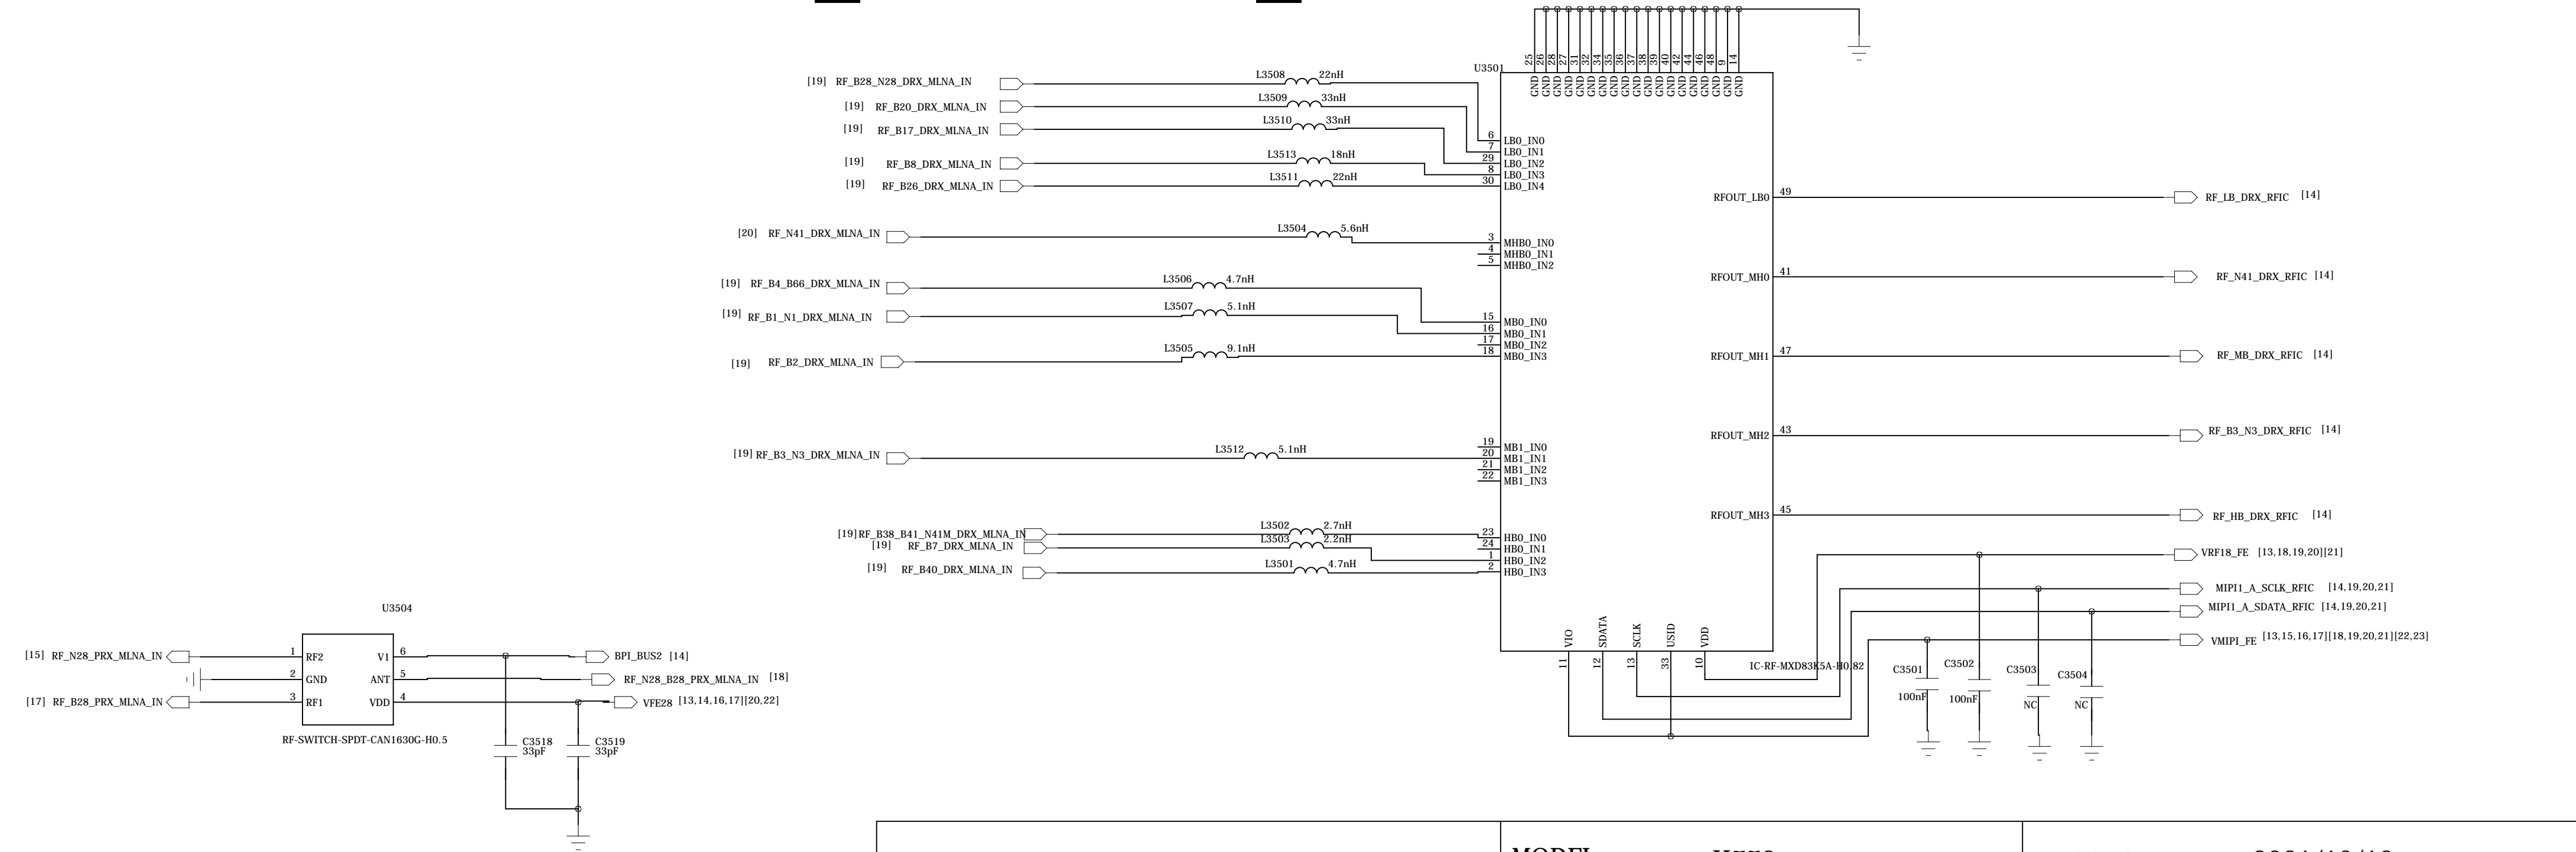 U3501
25 26 28 27 31 32 34 35 36 37 38 39 40 42 44 46 48 9 14
GND GND GND GND GND GND GND GND GND GND GND GND GND GND GND GND GND GND GND
[19] RF_B28_N28_DRX_MLNA_IN L3508 22nH
[19] RF_B20_DRX_MLNA_IN L3509 33nH
[19] RF_B17_DRX_MLNA_IN L3510 33nH
[19] RF_B8_DRX_MLNA_IN L3513 18nH
[19] RF_B26_DRX_MLNA_IN L3511 22nH
6 LB0_IN0
7 LB0_IN1
29 LB0_IN2
8 LB0_IN3
30 LB0_IN4
RFOUT_LB0 49 RF_LB_DRX_RFIC [14]
[20] RF_N41_DRX_MLNA_IN L3504 5.6nH
3 MHB0_IN0
4 MHB0_IN1
5 MHB0_IN2
RFOUT_MH0 41 RF_N41_DRX_RFIC [14]
[19] RF_B4_B66_DRX_MLNA_IN L3506 4.7nH
[19] RF_B1_N1_DRX_MLNA_IN L3507 5.1nH
[19] RF_B2_DRX_MLNA_IN L3505 9.1nH
15 MB0_IN0
16 MB0_IN1
17 MB0_IN2
18 MB0_IN3
RFOUT_MH1 47 RF_MB_DRX_RFIC [14]
RFOUT_MH2 43 RF_B3_N3_DRX_RFIC [14]
[19] RF_B3_N3_DRX_MLNA_IN L3512 5.1nH
19 MB1_IN0
20 MB1_IN1
21 MB1_IN2
22 MB1_IN3
RFOUT_MH3 45 RF_HB_DRX_RFIC [14]
[19] RF_B38_B41_N41M_DRX_MLNA_IN L3502 2.7nH
[19] RF_B7_DRX_MLNA_IN L3503 2.2nH
[19] RF_B40_DRX_MLNA_IN L3501 4.7nH
23 HB0_IN0
24 HB0_IN1
1 HB0_IN2
2 HB0_IN3
VRF18_FE [13,18,19,20][21]
MIPI1_A_SCLK_RFIC [14,19,20,21]
MIPI1_A_SDATA_RFIC [14,19,20,21]
VMIPI_FE [13,15,16,17][18,19,20,21][22,23]
VIO SDATA SCLK USID VDD
11 12 13 33 10
IC-RF-MXD83K5A-H0.82
C3501 100nF
C3502 100nF
C3503 NC
C3504 NC
U3504
[15] RF_N28_PRX_MLNA_IN 1 RF2 V1 6 BPI_BUS2 [14]
2 GND ANT 5 RF_N28_B28_PRX_MLNA_IN [18]
[17] RF_B28_PRX_MLNA_IN 3 RF1 VDD 4 VFE28 [13,14,16,17][20,22]
RF-SWITCH-SPDT-CAN1630G-H0.5
C3518 33pF
C3519 33pF